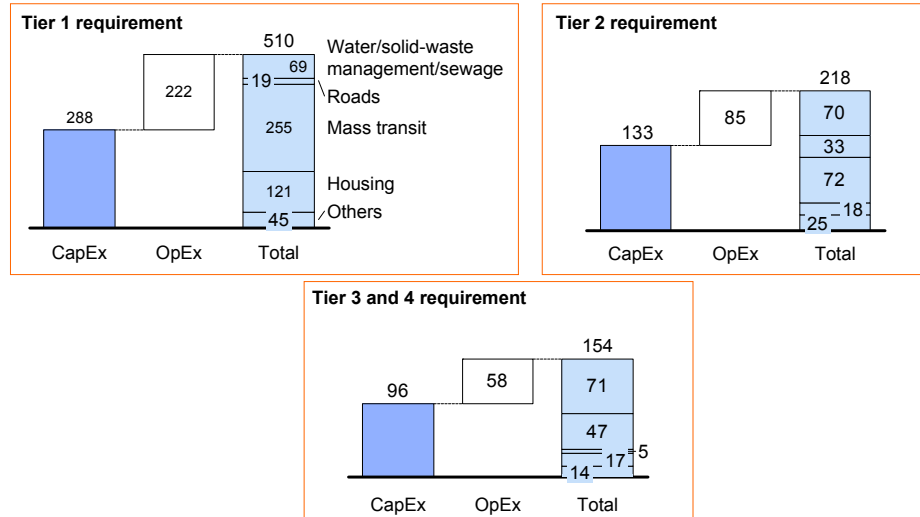 Tier 1 requirement
510
Water/solid-waste
management/sewage
69
19
Roads
222
288
255
Mass transit
121
Housing
45
Others
CapEx OpEx Total
Tier 2 requirement
218
70
85
133
33
72
18
25
CapEx OpEx Total
Tier 3 and 4 requirement
154
58
71
96
47
5
17
14
CapEx OpEx Total